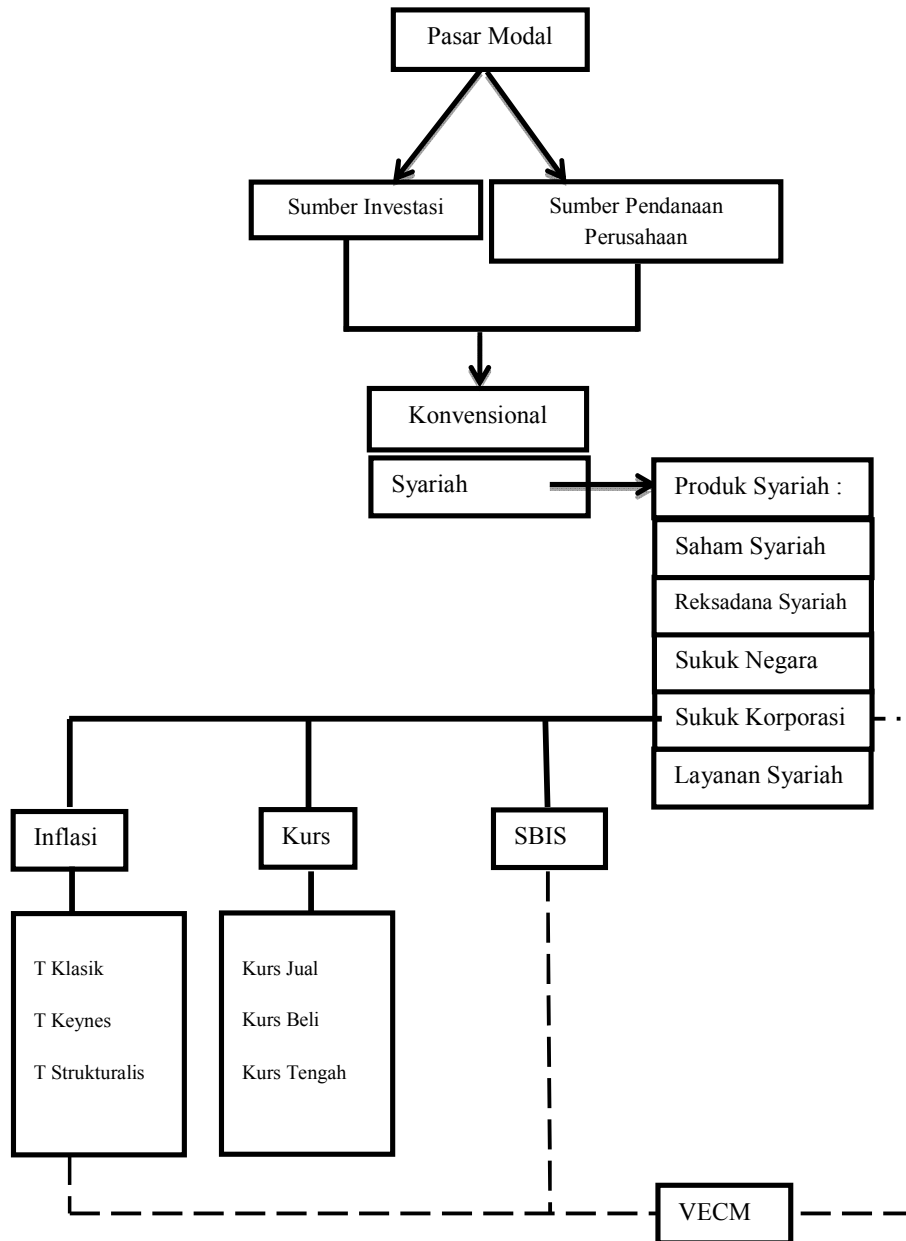 Pasar Modal
Sumber Investasi
Sumber Pendanaan
Perusahaan
Konvensional
Syariah
Produk Syariah :
Saham Syariah
Reksadana Syariah
Sukuk Negara
Sukuk Korporasi
Layanan Syariah
Inflasi
Kurs
SBIS
T Klasik
T Keynes
T Strukturalis
Kurs Jual
Kurs Beli
Kurs Tengah
VECM